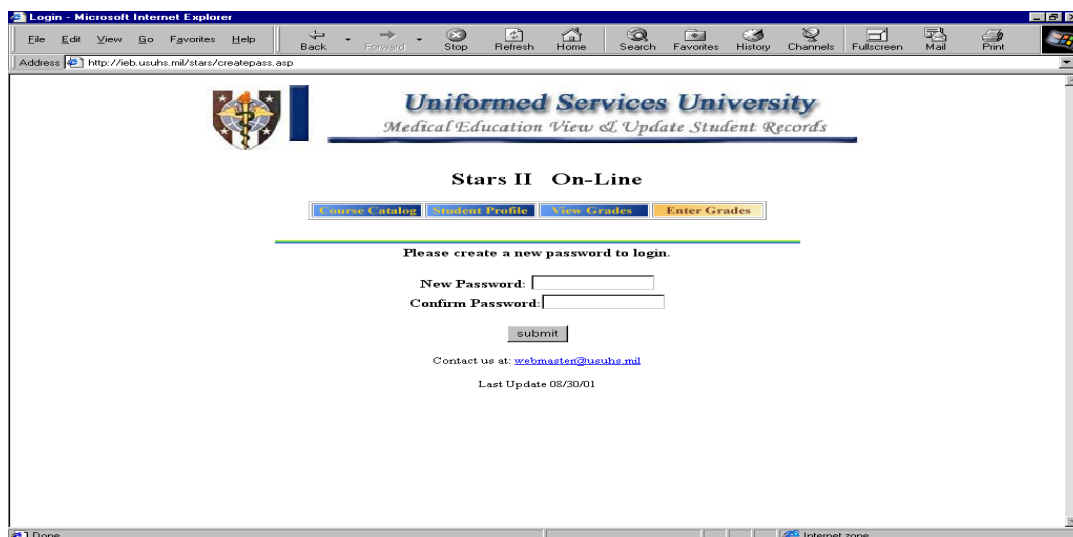 Login - Microsoft Internet Explorer
File Edit View Go Favorites Help Back Forward Stop Refresh Home Search Favorites History Channels Fullscreen Mail Print
Address http://ieb.usuhs.mil/stars/createpass.asp
Uniformed Services University
Medical Education View & Update Student Records
Stars II On-Line
Course Catalog Student Profile View Grades Enter Grades
Please create a new password to login.
New Password:
Confirm Password:
submit
Contact us at: webmaster@usuhs.mil
Last Update 08/30/01
Done Internet zone